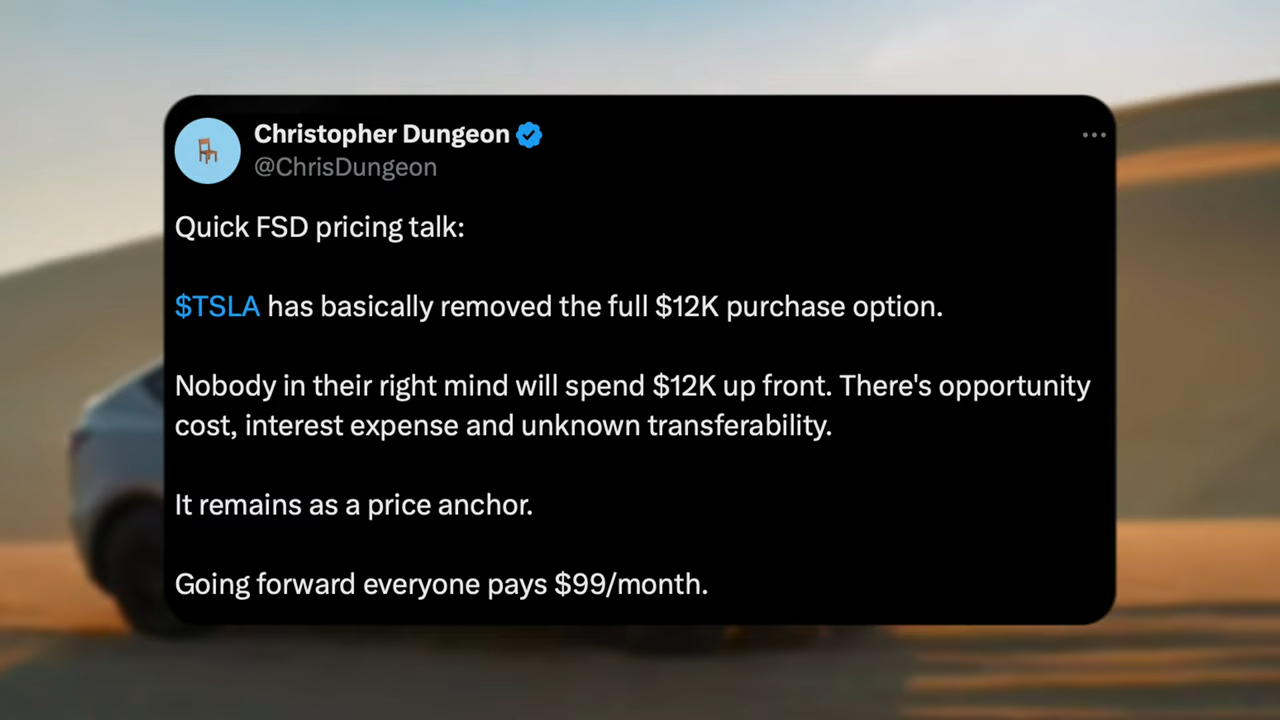 Christopher Dungeon
@ChrisDungeon
Quick FSD pricing talk:
$TSLA has basically removed the full $12K purchase option.
Nobody in their right mind will spend $12K up front. There's opportunity
cost, interest expense and unknown transferability.
It remains as a price anchor.
Going forward everyone pays $99/month.